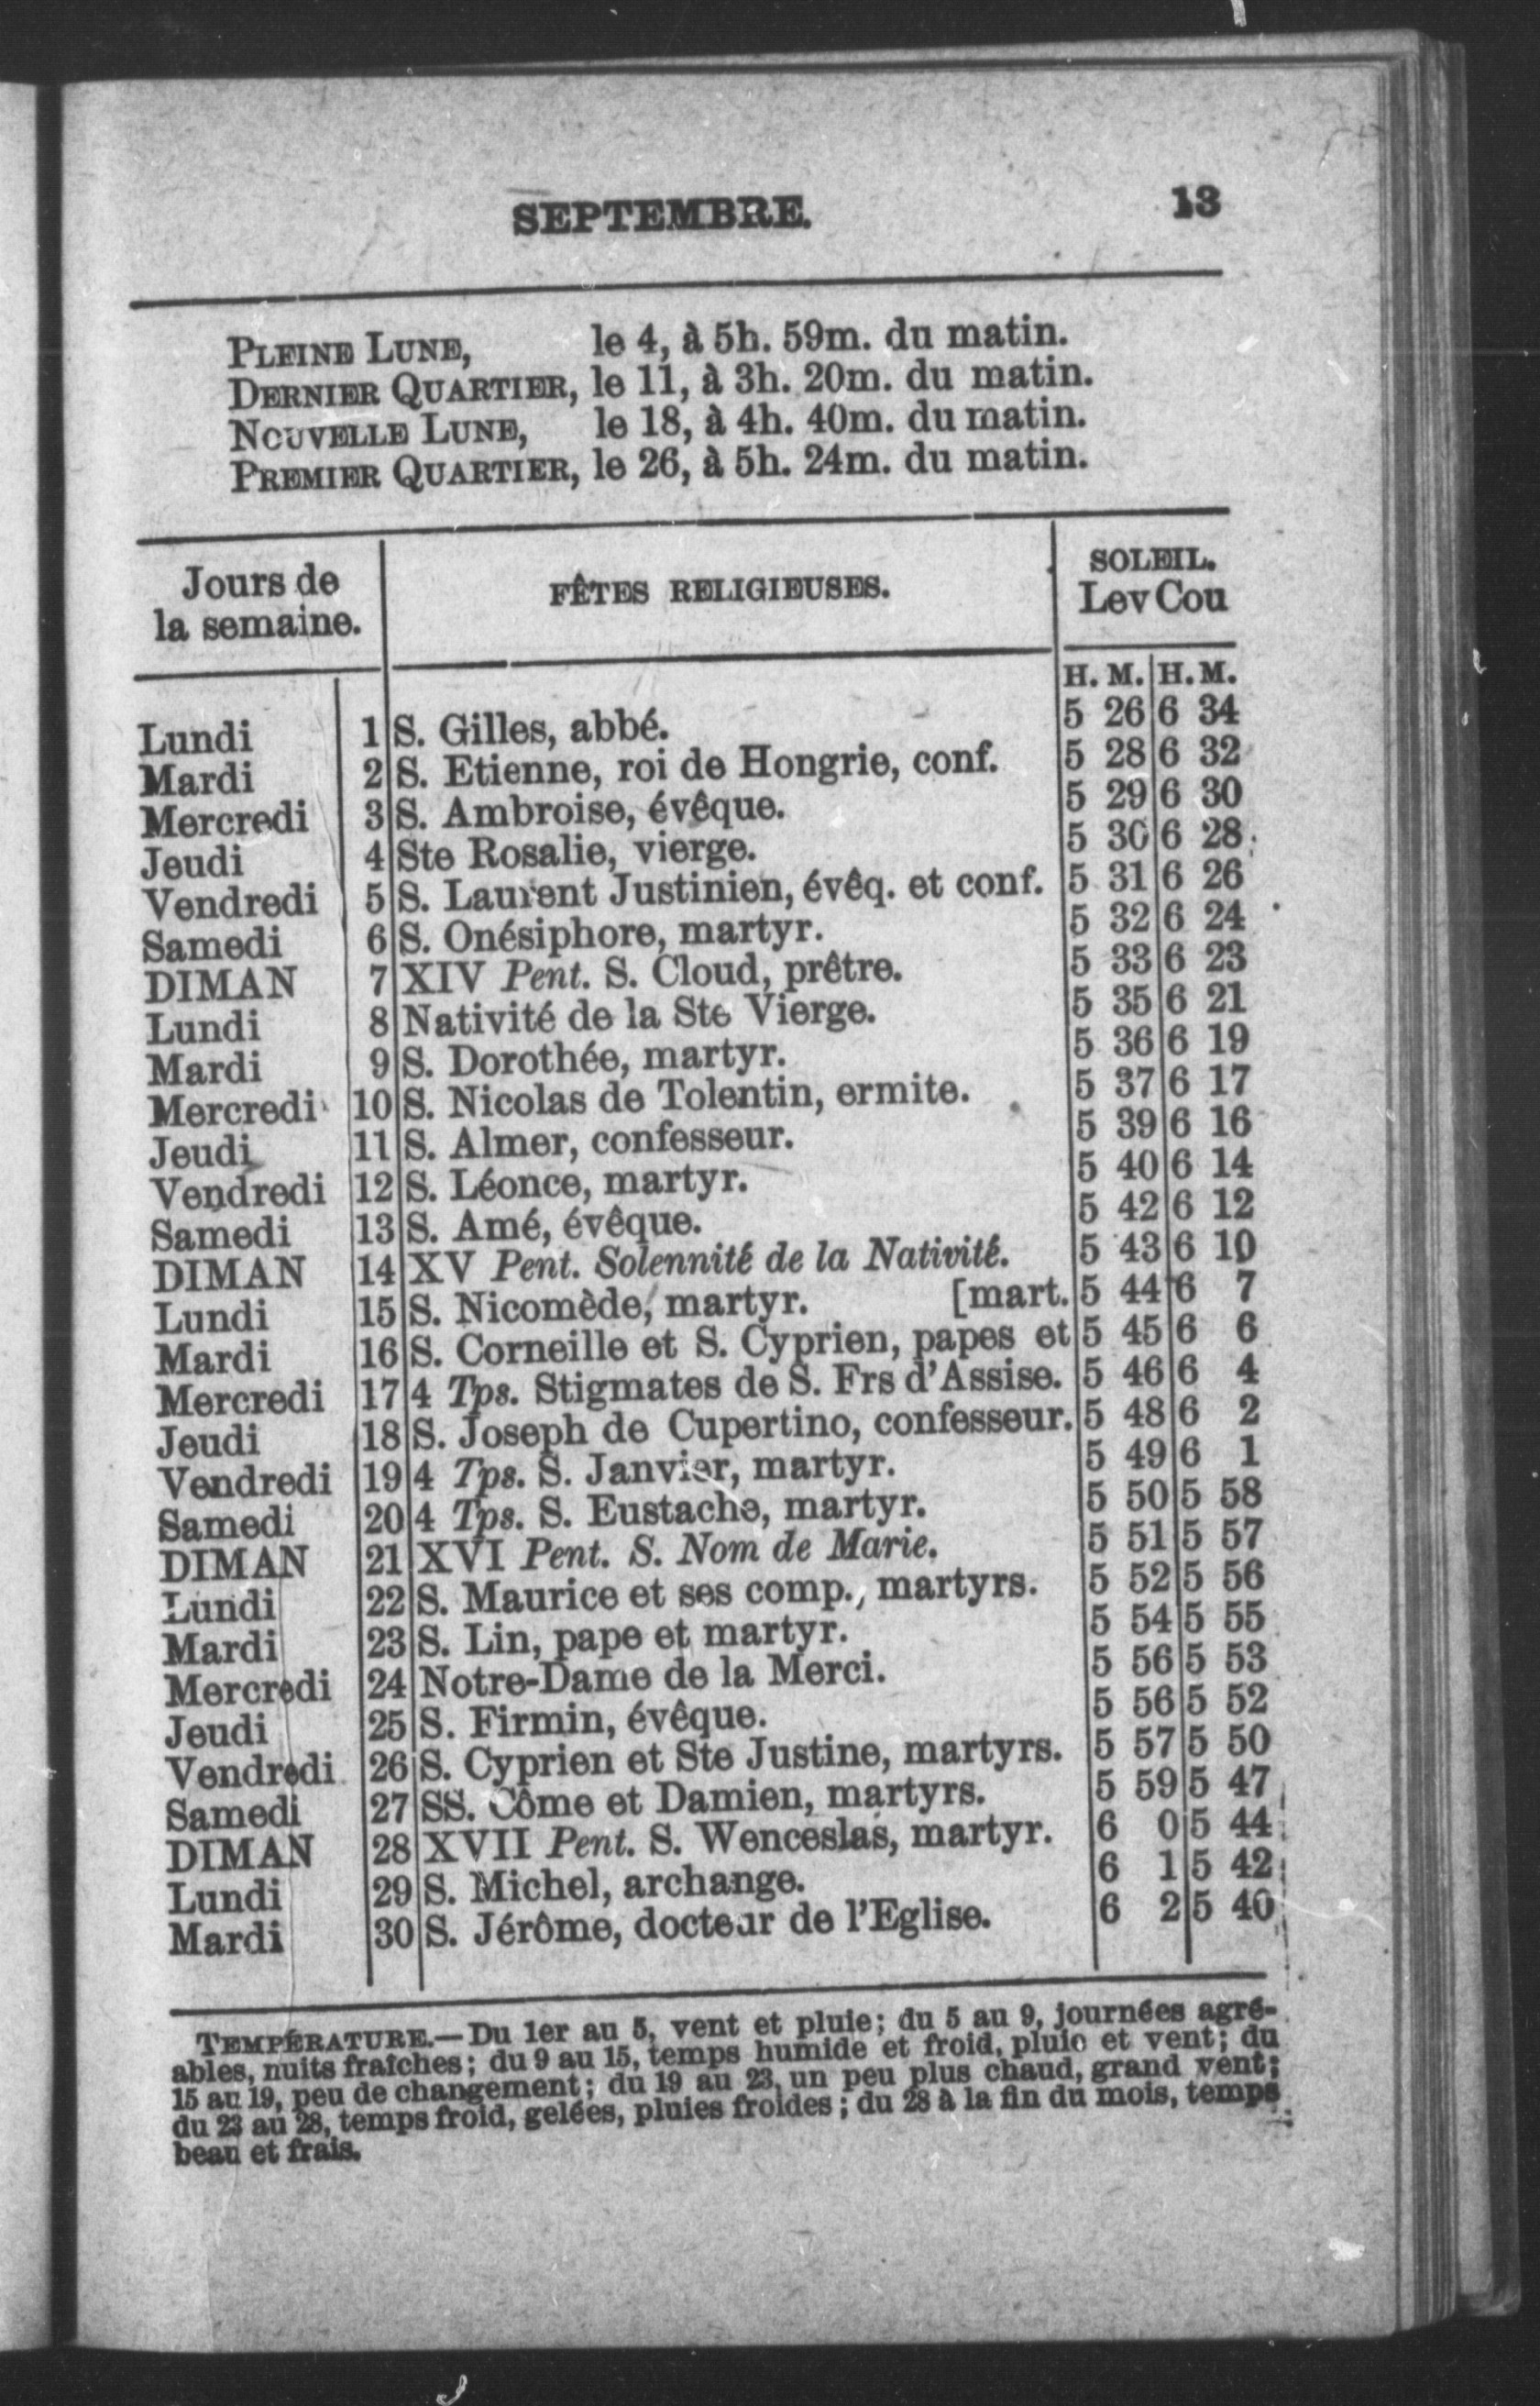 SEPTEMBRE. 13
PLEINE LUNE, le 4, à 5h. 59m. du matin.
DERNIER QUARTIER, le 11, à 3h. 20m. du matin.
NOUVELLE LUNE, le 18, à 4h. 40m. du matin.
PREMIER QUARTIER, le 26, à 5h. 24m. du matin.
Jours de la semaine. FÊTES RELIGIEUSES. SOLEIL. Lev Cou
H. M. H. M.
Lundi 1 S. Gilles, abbé. 5 26 6 34
Mardi 2 S. Etienne, roi de Hongrie, conf. 5 28 6 32
Mercredi 3 S. Ambroise, évêque. 5 29 6 30
Jeudi 4 Ste Rosalie, vierge. 5 30 6 28
Vendredi 5 S. Laurent Justinien, évêq. et conf. 5 31 6 26
Samedi 6 S. Onésiphore, martyr. 5 32 6 24
DIMAN 7 XIV Pent. S. Cloud, prêtre. 5 33 6 23
Lundi 8 Nativité de la Ste Vierge. 5 35 6 21
Mardi 9 S. Dorothée, martyr. 5 36 6 19
Mercredi 10 S. Nicolas de Tolentin, ermite. 5 37 6 17
Jeudi 11 S. Almer, confesseur. 5 39 6 16
Vendredi 12 S. Léonce, martyr. 5 40 6 14
Samedi 13 S. Amé, évêque. 5 42 6 12
DIMAN 14 XV Pent. Solennité de la Nativité. 5 43 6 10
Lundi 15 S. Nicomède, martyr. [mart. 5 44 6 7
Mardi 16 S. Corneille et S. Cyprien, papes et 5 45 6 6
Mercredi 17 4 Tps. Stigmates de S. Frs d'Assise. 5 46 6 4
Jeudi 18 S. Joseph de Cupertino, confesseur. 5 48 6 2
Vendredi 19 4 Tps. S. Janvier, martyr. 5 49 6 1
Samedi 20 4 Tps. S. Eustache, martyr. 5 50 5 58
DIMAN 21 XVI Pent. S. Nom de Marie. 5 51 5 57
Lundi 22 S. Maurice et ses comp., martyrs. 5 52 5 56
Mardi 23 S. Lin, pape et martyr. 5 54 5 55
Mercredi 24 Notre-Dame de la Merci. 5 56 5 53
Jeudi 25 S. Firmin, évêque. 5 56 5 52
Vendredi 26 S. Cyprien et Ste Justine, martyrs. 5 57 5 50
Samedi 27 SS. Côme et Damien, martyrs. 5 59 5 47
DIMAN 28 XVII Pent. S. Wenceslas, martyr. 6 0 5 44
Lundi 29 S. Michel, archange. 6 1 5 42
Mardi 30 S. Jérôme, docteur de l'Eglise. 6 2 5 40
TEMPÉRATURE.—Du 1er au 5, vent et pluie; du 5 au 9, journées agré-
ables, nuits fraîches; du 9 au 15, temps humide et froid, pluie et vent; du
15 au 19, peu de changement; du 19 au 23, un peu plus chaud, grand vent;
du 23 au 28, temps froid, gelées, pluies froides; du 28 à la fin du mois, temps
beau et frais.